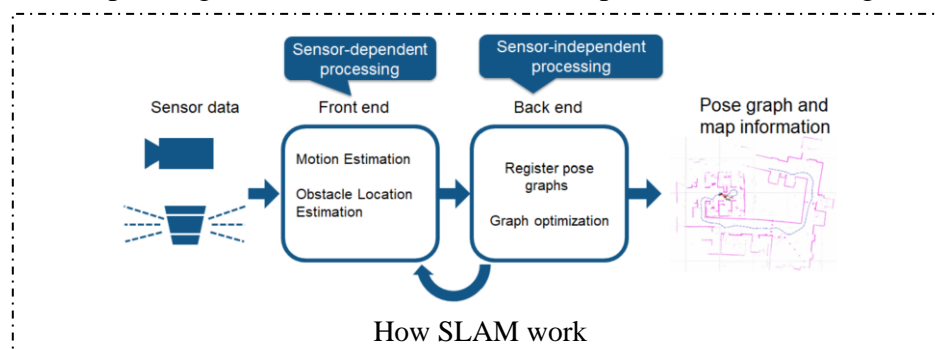 Sensor-dependent
processing
Sensor-independent
processing
Sensor data
Front end
Back end
Pose graph and
map information
Motion Estimation
Obstacle Location
Estimation
Register pose
graphs
Graph optimization
How SLAM work